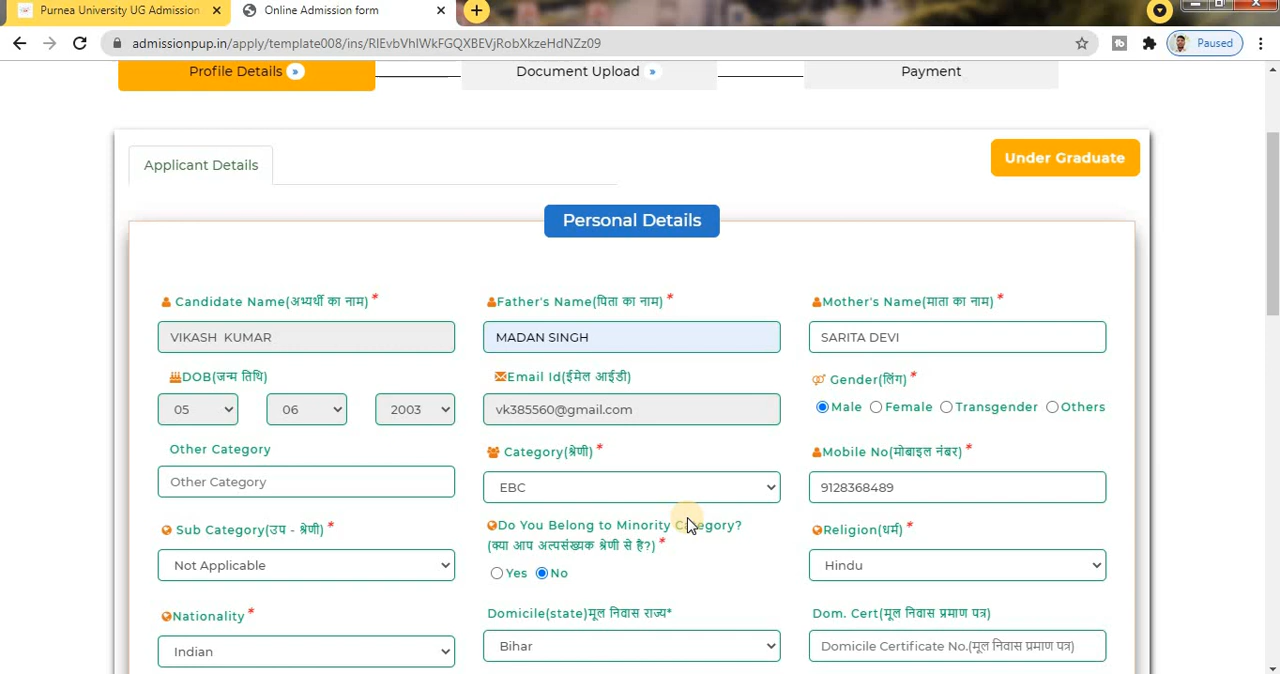 Purnea University UG Admission
Online Admission form
admissionpup.in/apply/template008/ins/RlEvbVhIWkFGQXBEVjRobXkzeHdNZz09
Paused
Profile Details »
Document Upload »
Payment
Applicant Details
Under Graduate
Personal Details
Candidate Name(अभ्यर्थी का नाम) *
Father's Name(पिता का नाम) *
Mother's Name(माता का नाम) *
VIKASH KUMAR
MADAN SINGH
SARITA DEVI
DOB(जन्म तिथि)
Email Id(ईमेल आईडी)
Gender(लिंग) *
05
06
2003
vk385560@gmail.com
Male Female Transgender Others
Other Category
Category(श्रेणी) *
Mobile No(मोबाइल नंबर) *
Other Category
EBC
9128368489
Sub Category(उप - श्रेणी) *
Do You Belong to Minority Category?
(क्या आप अल्पसंख्यक श्रेणी से है?) *
Religion(धर्म) *
Not Applicable
Yes No
Hindu
Nationality *
Domicile(state)मूल निवास राज्य*
Dom. Cert(मूल निवास प्रमाण पत्र)
Indian
Bihar
Domicile Certificate No.(मूल निवास प्रमाण पत्र)